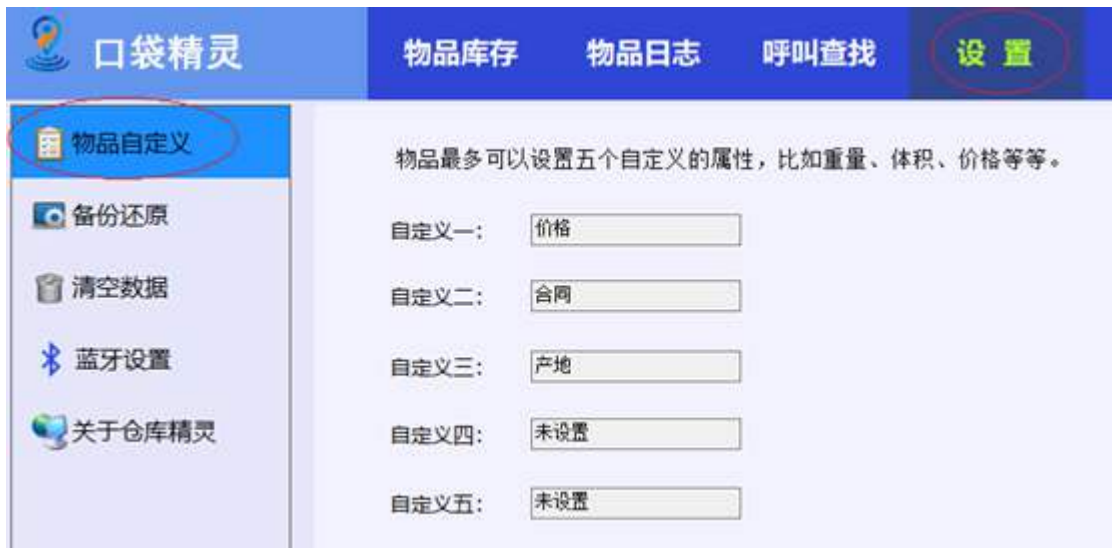 口袋精灵 物品库存 物品日志 呼叫查找 设置
物品自定义
备份还原
清空数据
蓝牙设置
关于仓库精灵
物品最多可以设置五个自定义的属性，比如重量、体积、价格等等。
自定义一： 价格
自定义二： 合同
自定义三： 产地
自定义四： 未设置
自定义五： 未设置